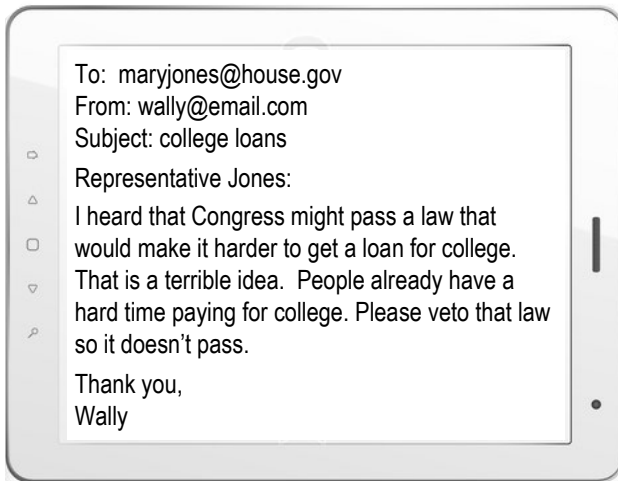 To:  maryjones@house.gov
From: wally@email.com
Subject: college loans
Representative Jones:
I heard that Congress might pass a law that
would make it harder to get a loan for college.
That is a terrible idea.  People already have a
hard time paying for college. Please veto that law
so it doesn’t pass.
Thank you,
Wally